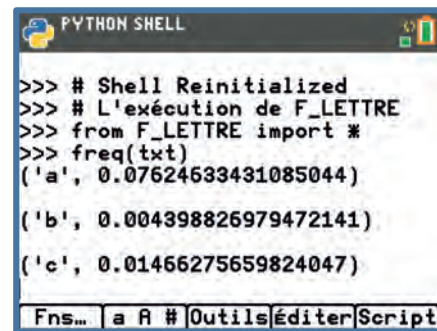 PYTHON SHELL
>>> # Shell Reinitialized
>>> # L'exécution de F_LETTRE
>>> from F_LETTRE import *
>>> freq(txt)
('a', 0.07624633431085044)
('b', 0.004398826979472141)
('c', 0.01466275659824047)
Fns… a A # Outils Éditer Script